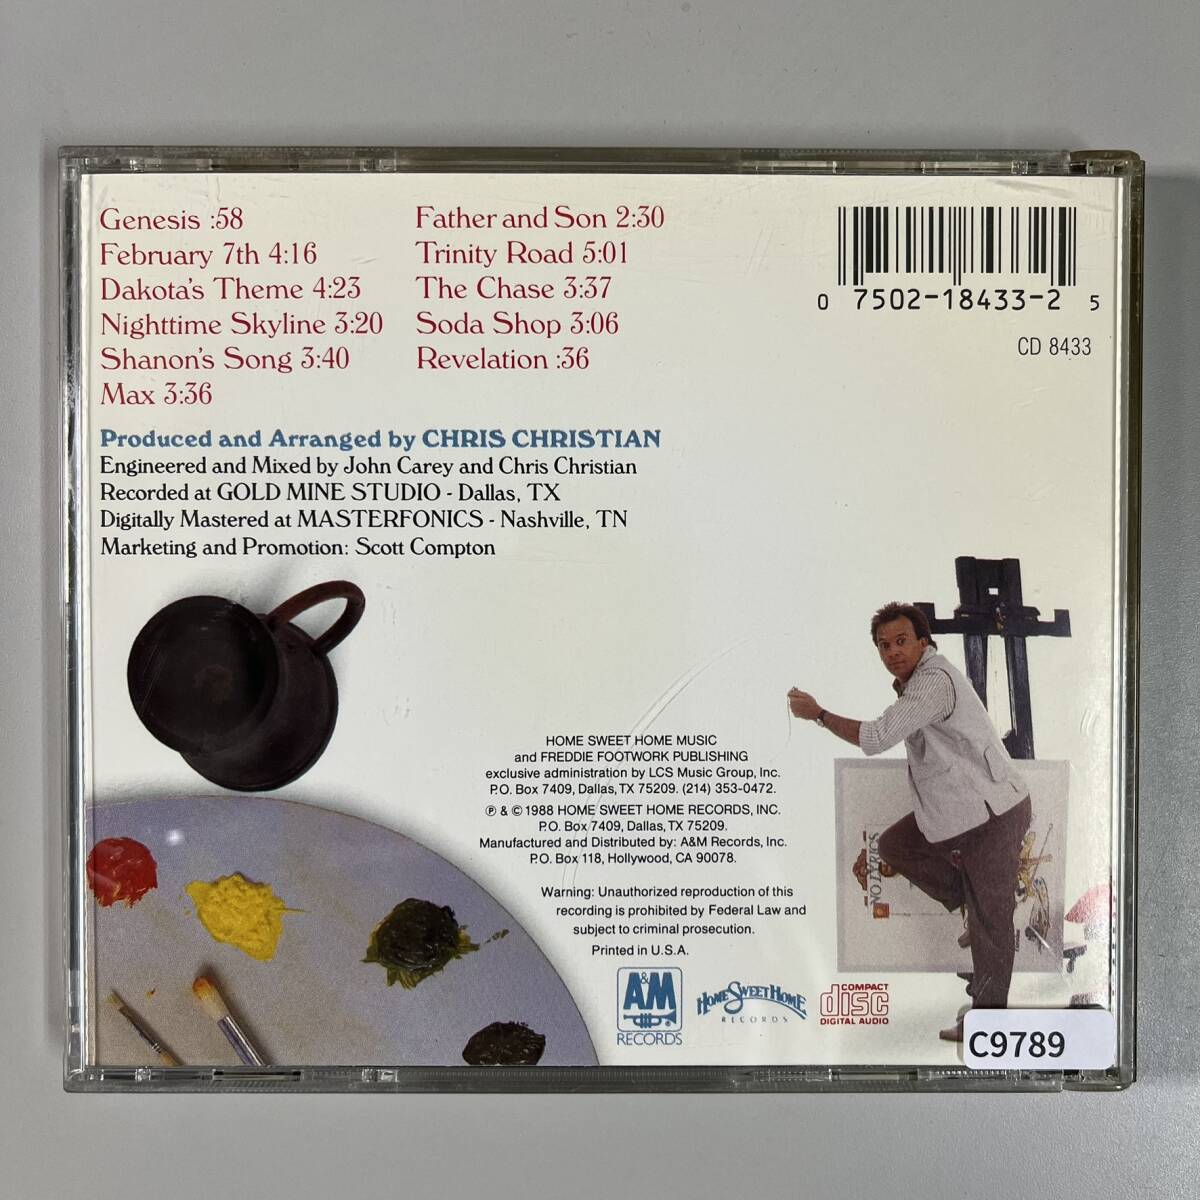 Genesis :58
February 7th 4:16
Dakota's Theme 4:23
Nighttime Skyline 3:20
Shanon's Song 3:40
Max 3:36
Father and Son 2:30
Trinity Road 5:01
The Chase 3:37
Soda Shop 3:06
Revelation :36
0 7502-18433-2 5
CD 8433
Produced and Arranged by CHRIS CHRISTIAN
Engineered and Mixed by John Carey and Chris Christian
Recorded at GOLD MINE STUDIO - Dallas, TX
Digitally Mastered at MASTERFONICS - Nashville, TN
Marketing and Promotion: Scott Compton
HOME SWEET HOME MUSIC
and FREDDIE FOOTWORK PUBLISHING
exclusive administration by LCS Music Group, Inc.
P.O. Box 7409, Dallas, TX 75209. (214) 353-0472.
℗ & © 1988 HOME SWEET HOME RECORDS, INC.
P.O. Box 7409, Dallas, TX 75209.
Manufactured and Distributed by: A&M Records, Inc.
P.O. Box 118, Hollywood, CA 90078.
Warning: Unauthorized reproduction of this
recording is prohibited by Federal Law and
subject to criminal prosecution.
Printed in U.S.A.
NO LYRICS
A&M
RECORDS
HOME SWEET HOME
RECORDS
COMPACT
disc
DIGITAL AUDIO
C9789